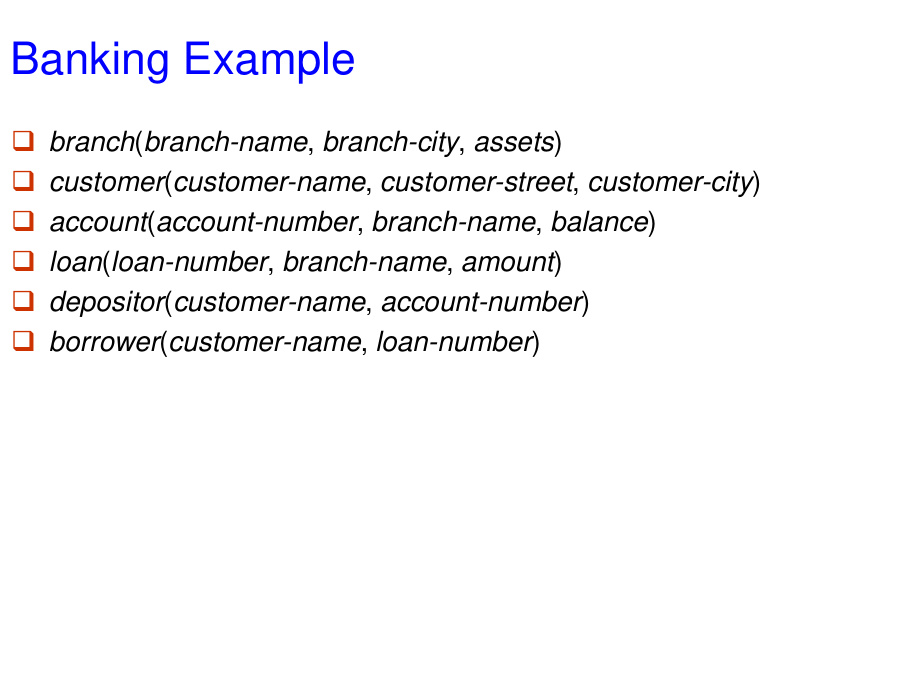 Banking Example
❑ branch(branch-name, branch-city, assets)
❑ customer(customer-name, customer-street, customer-city)
❑ account(account-number, branch-name, balance)
❑ loan(loan-number, branch-name, amount)
❑ depositor(customer-name, account-number)
❑ borrower(customer-name, loan-number)